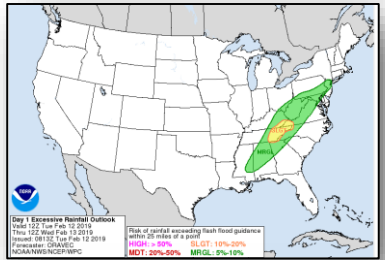 SLGT
MRGL
NOAA
Day 1 Excessive Rainfall Outlook
Valid 12Z Tue Feb 12 2019
Thru 12Z Wed Feb 13 2019
Issued: 0813Z Tue Feb 12 2019
Forecaster: ORAVEC
NOAA/NWS/NCEP/WPC
Risk of rainfall exceeding flash flood guidance
within 25 miles of a point
HIGH: > 50% SLGT: 10%-20%
MDT: 20%-50% MRGL: 5%-10%